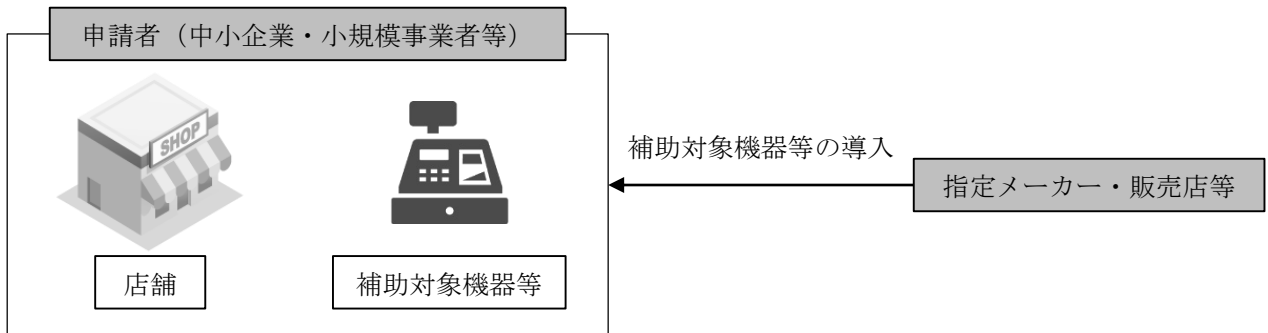 申請者（中小企業・小規模事業者等）
SHOP
店舗
補助対象機器等
補助対象機器等の導入
指定メーカー・販売店等